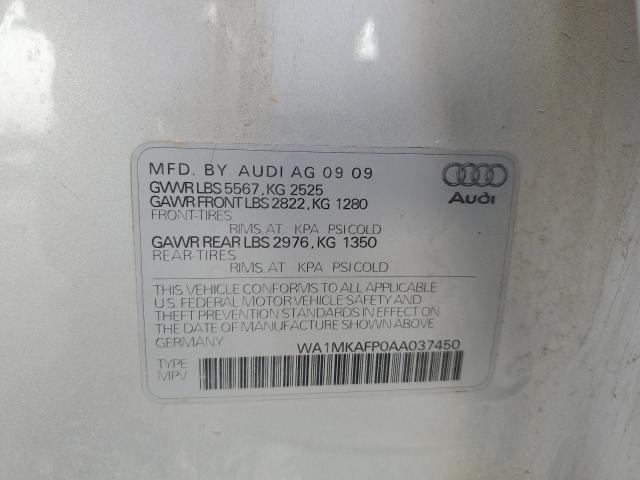 MFD. BY AUDI AG 09 09
GVWR LBS 5567, KG 2525
GAWR FRONT LBS 2822, KG 1280
FRONT-TIRES
RIMS, AT KPA PSI COLD
GAWR REAR LBS 2976, KG 1350
REAR-TIRES
RIMS, AT KPA PSI COLD
THIS VEHICLE CONFORMS TO ALL APPLICABLE
U.S. FEDERAL MOTOR VEHICLE SAFETY AND
THEFT PREVENTION STANDARDS IN EFFECT ON
THE DATE OF MANUFACTURE SHOWN ABOVE.
GERMANY WA1MKAFP0AA037450
TYPE
MPV
Audi